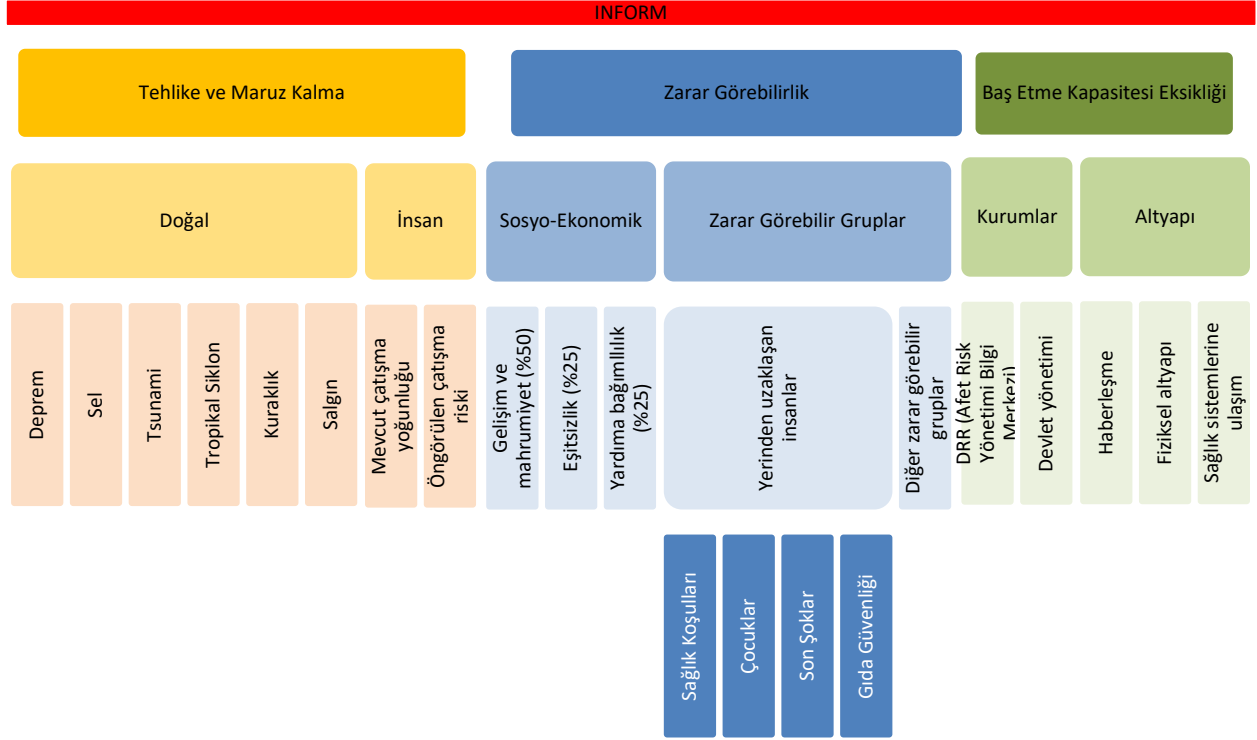 INFORM
Tehlike ve Maruz Kalma
Zarar Görebilirlik
Baş Etme Kapasitesi Eksikliği
Doğal
İnsan
Sosyo-Ekonomik
Zarar Görebilir Gruplar
Kurumlar
Altyapı
Deprem
Sel
Tsunami
Tropikal Siklon
Kuraklık
Salgın
Mevcut çatışma
yoğunluğu
Öngörülen çatışma
riski
Gelişim ve
mahrumiyet (%50)
Eşitsizlik (%25)
Yardıma bağımlılılık
(%25)
Yerinden uzaklaşan
insanlar
Diğer zarar görebilir
gruplar
DRR (Afet Risk
Yönetimi Bilgi
Merkezi)
Devlet yönetimi
Haberleşme
Fiziksel altyapı
Sağlık sistemlerine
ulaşım
Sağlık Koşulları
Çocuklar
Son Şoklar
Gıda Güvenliği